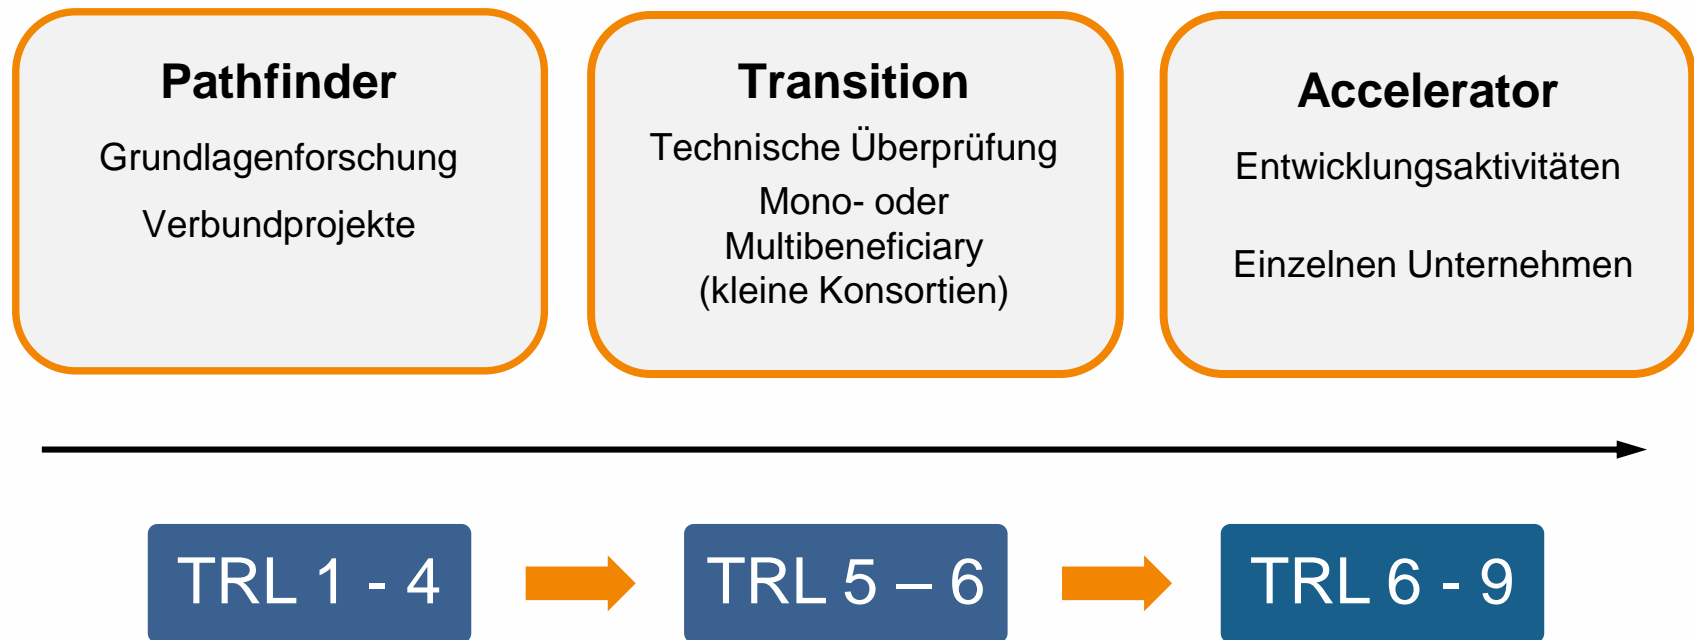 Pathfinder
Grundlagenforschung
Verbundprojekte
Transition
Technische Überprüfung
Mono- oder
Multibeneficiary
(kleine Konsortien)
Accelerator
Entwicklungsaktivitäten
Einzelnen Unternehmen
TRL 1 - 4
TRL 5 – 6
TRL 6 - 9